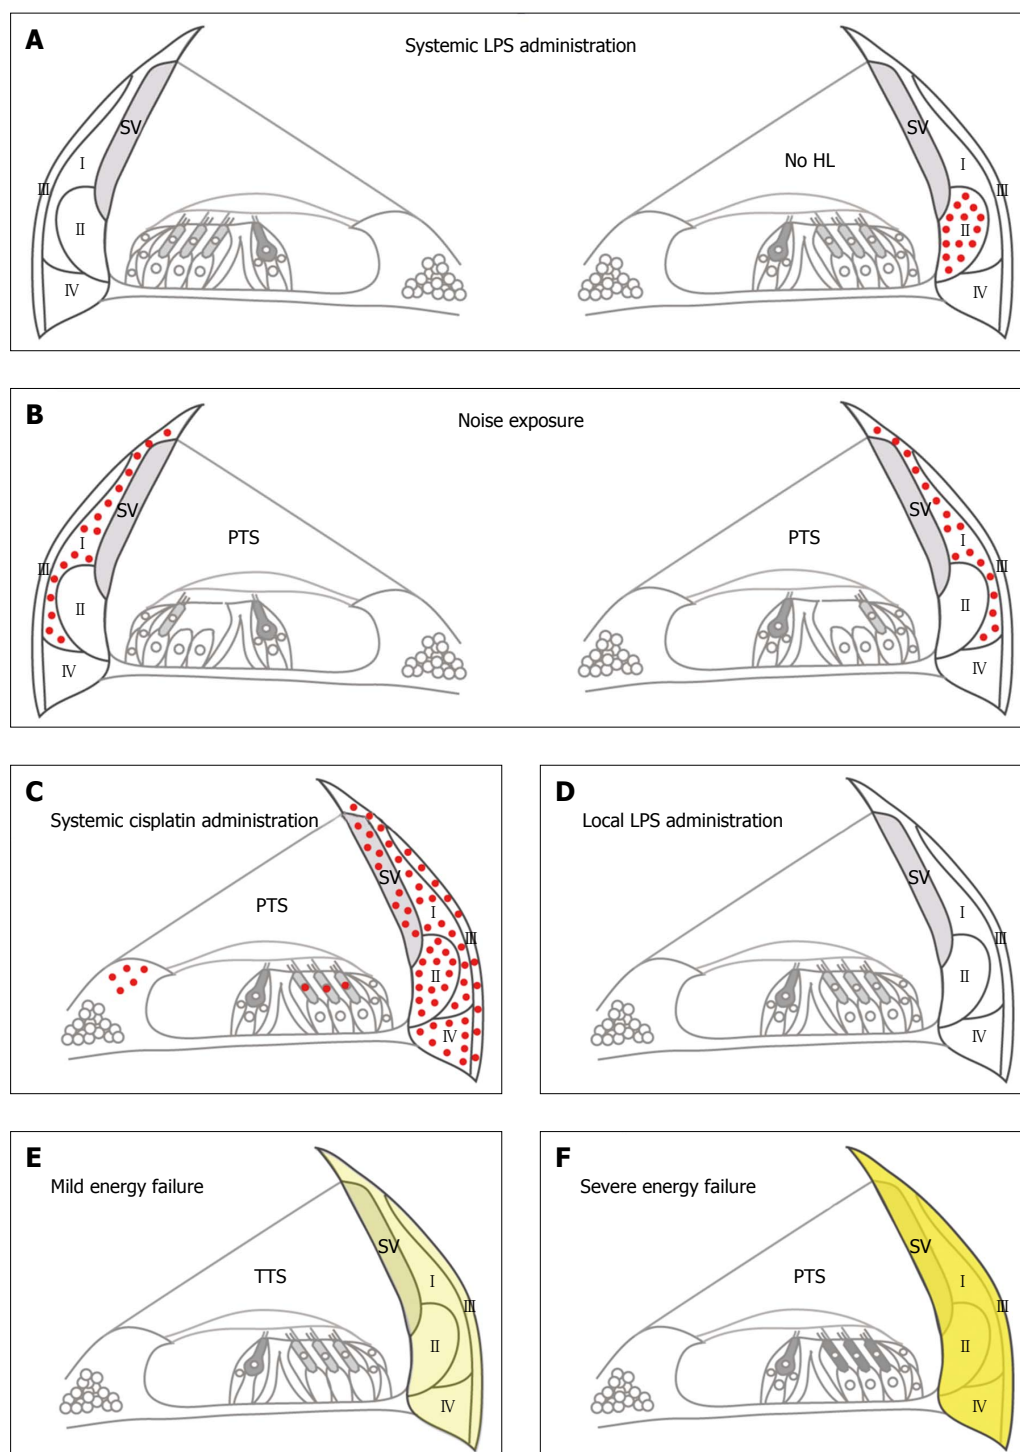 A
Systemic LPS administration
SV
I
III
II
IV
No HL
SV
I
III
II
IV
B
Noise exposure
SV
PTS
I
III
II
IV
PTS
SV
I
III
II
IV
C
Systemic cisplatin administration
SV
PTS
I
III
II
IV
D
Local LPS administration
SV
I
III
II
IV
E
Mild energy failure
SV
TTS
I
III
II
IV
F
Severe energy failure
SV
PTS
I
III
II
IV